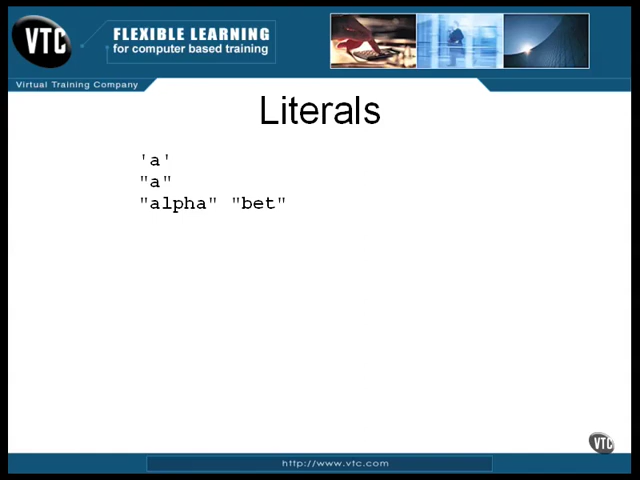 VTC
FLEXIBLE LEARNING
for computer based training
Virtual Training Company
Literals
'a'
"a"
"alpha" "bet"
VTC
http://www.vtc.com